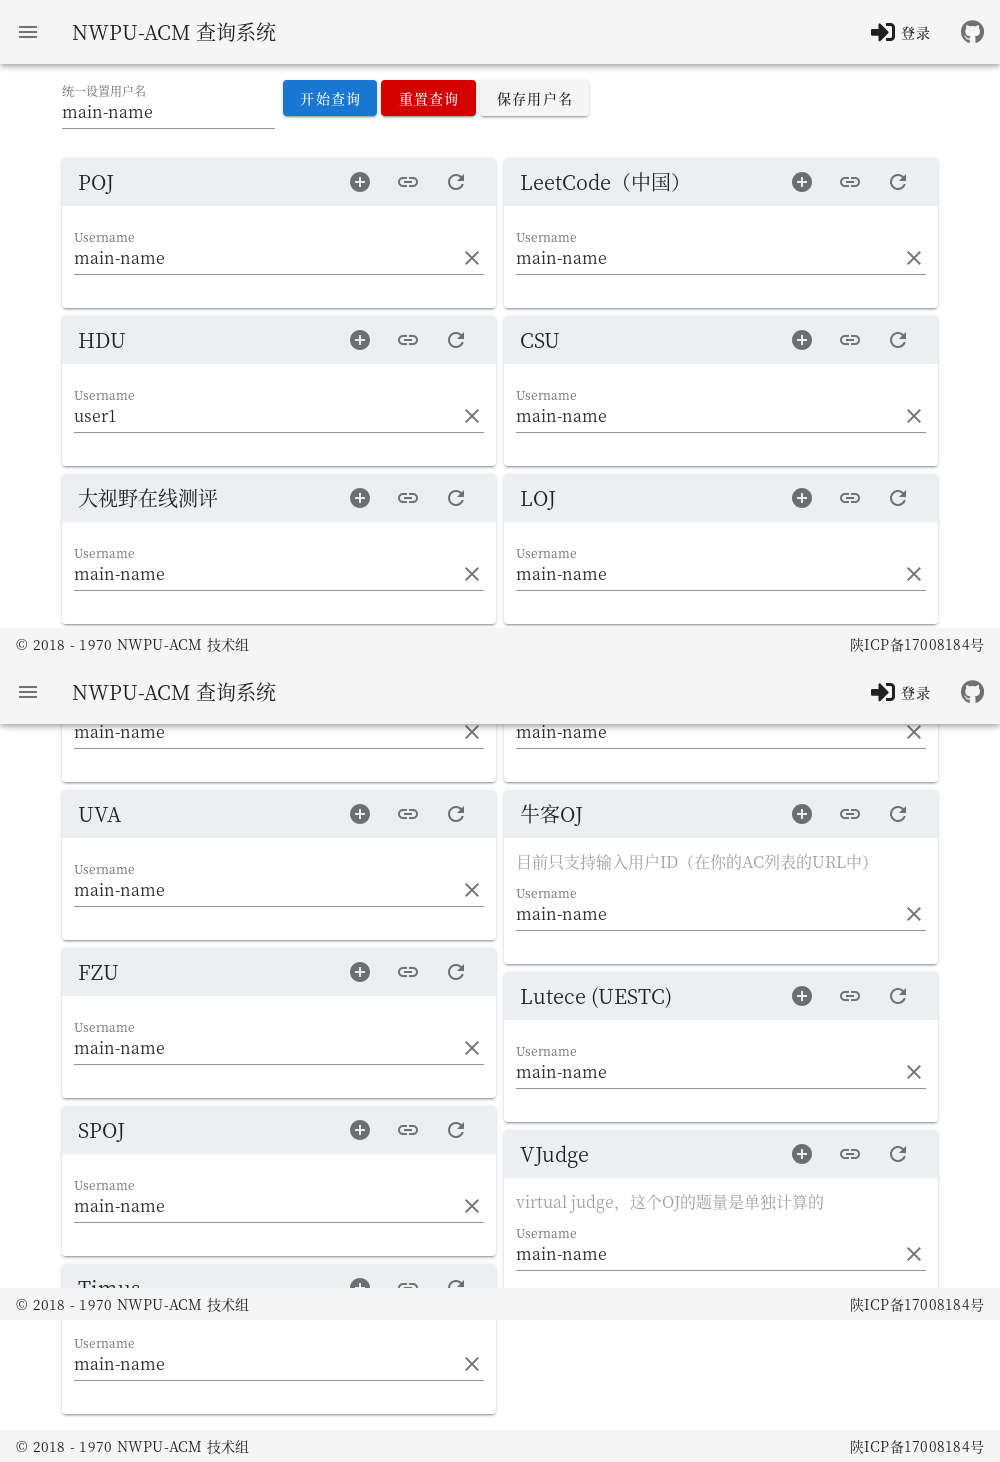 NWPU-ACM 查询系统
登录
统一设置用户名
main-name
开始查询
重置查询
保存用户名
POJ
Username
main-name
LeetCode（中国）
Username
main-name
HDU
Username
user1
CSU
Username
main-name
大视野在线测评
Username
main-name
LOJ
Username
main-name
© 2018 - 1970 NWPU-ACM 技术组
陕ICP备17008184号
NWPU-ACM 查询系统
登录
main-name
main-name
UVA
Username
main-name
牛客OJ
目前只支持输入用户ID（在你的AC列表的URL中）
Username
main-name
FZU
Username
main-name
Lutece (UESTC)
Username
main-name
SPOJ
Username
main-name
VJudge
virtual judge，这个OJ的题量是单独计算的
Username
main-name
Timus
© 2018 - 1970 NWPU-ACM 技术组
陕ICP备17008184号
Username
main-name
© 2018 - 1970 NWPU-ACM 技术组
陕ICP备17008184号